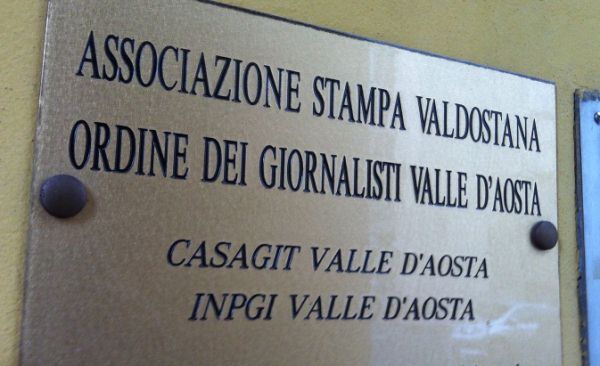 ASSOCIAZIONE STAMPA VALDOSTANA
ORDINE DEI GIORNALISTI VALLE D'AOSTA
CASAGIT VALLE D'AOSTA
INPGI VALLE D'AOSTA